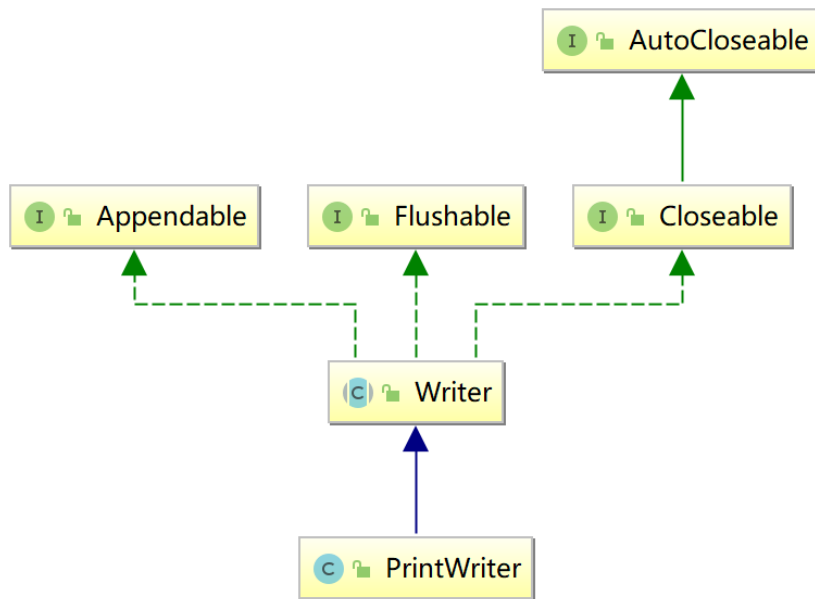 I AutoCloseable
I Appendable
I Flushable
I Closeable
C Writer
C PrintWriter